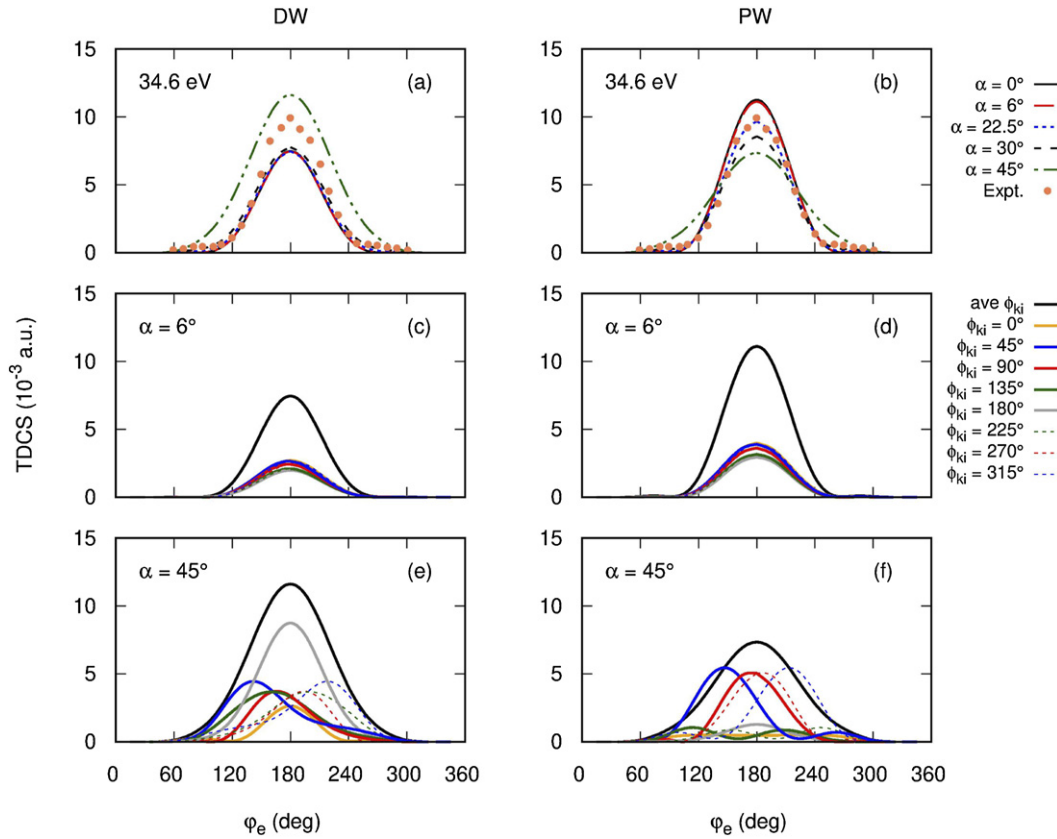 DW
PW
15
10
5
0
34.6 eV
(a)
15
10
5
0
34.6 eV
(b)
α = 0°
α = 6°
α = 22.5°
α = 30°
α = 45°
Expt.
TDCS (10⁻³ a.u.)
15
10
5
0
α = 6°
(c)
15
10
5
0
α = 6°
(d)
ave ϕki
ϕki = 0°
ϕki = 45°
ϕki = 90°
ϕki = 135°
ϕki = 180°
ϕki = 225°
ϕki = 270°
ϕki = 315°
15
10
5
0
α = 45°
(e)
15
10
5
0
α = 45°
(f)
0 60 120 180 240 300 360
0 60 120 180 240 300 360
φe (deg)
φe (deg)